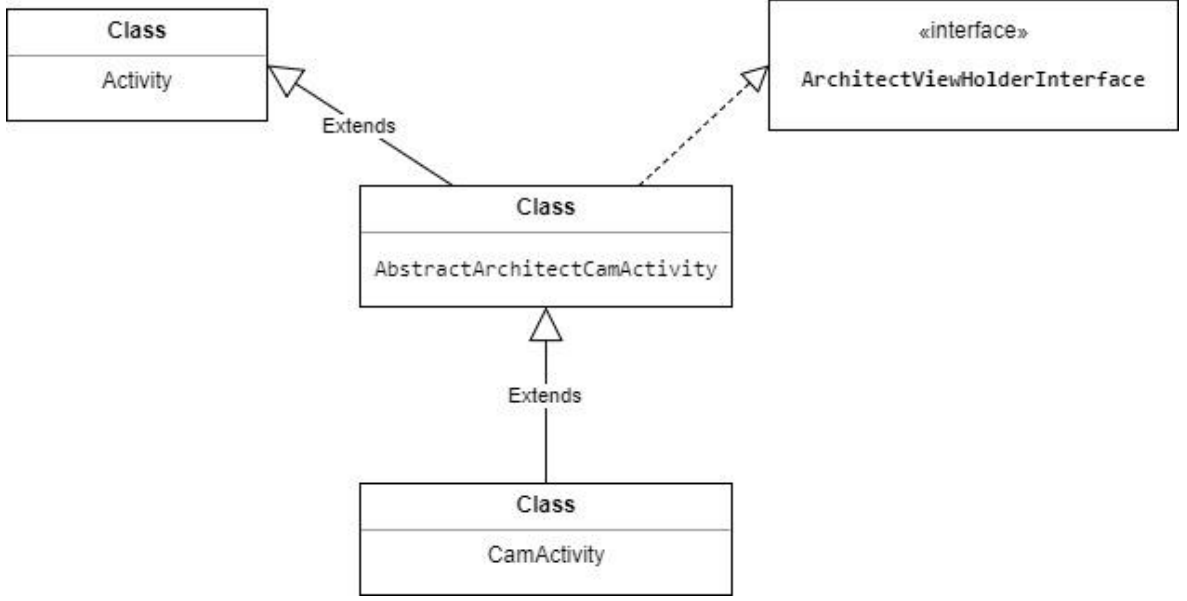 Class
Activity
«interface»
ArchitectViewHolderInterface
Extends
Class
AbstractArchitectCamActivity
Extends
Class
CamActivity